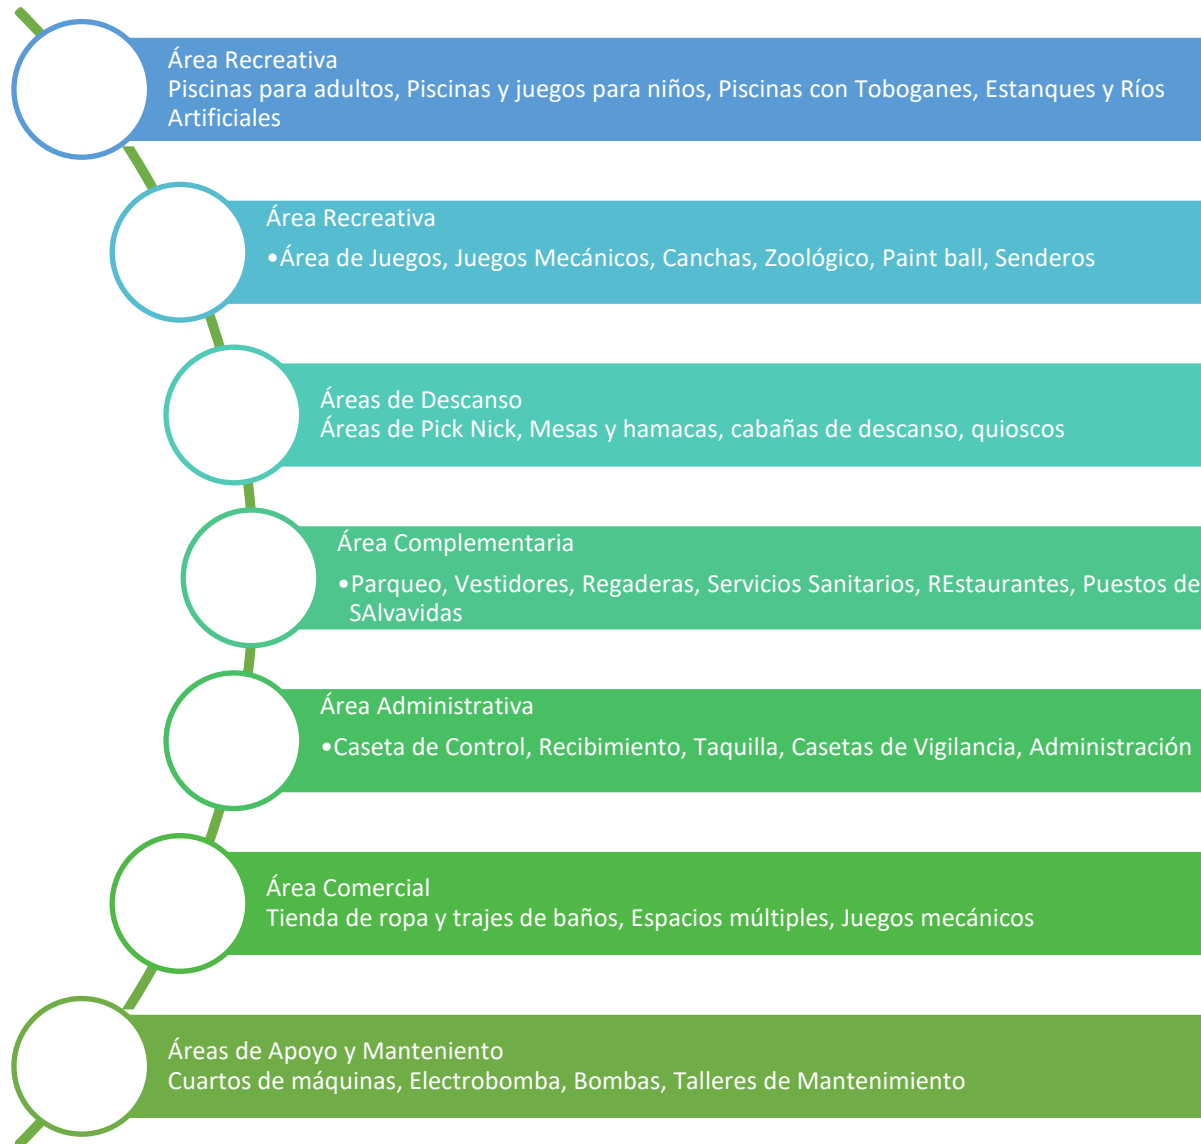 Área Recreativa
Piscinas para adultos, Piscinas y juegos para niños, Piscinas con Toboganes, Estanques y Ríos
Artificiales
Área Recreativa
•Área de Juegos, Juegos Mecánicos, Canchas, Zoológico, Paint ball, Senderos
Áreas de Descanso
Áreas de Pick Nick, Mesas y hamacas, cabañas de descanso, quioscos
Área Complementaria
•Parqueo, Vestidores, Regaderas, Servicios Sanitarios, REstaurantes, Puestos de
SAlvavidas
Área Administrativa
•Caseta de Control, Recibimiento, Taquilla, Casetas de Vigilancia, Administración
Área Comercial
Tienda de ropa y trajes de baños, Espacios múltiples, Juegos mecánicos
Áreas de Apoyo y Manteniento
Cuartos de máquinas, Electrobomba, Bombas, Talleres de Mantenimiento